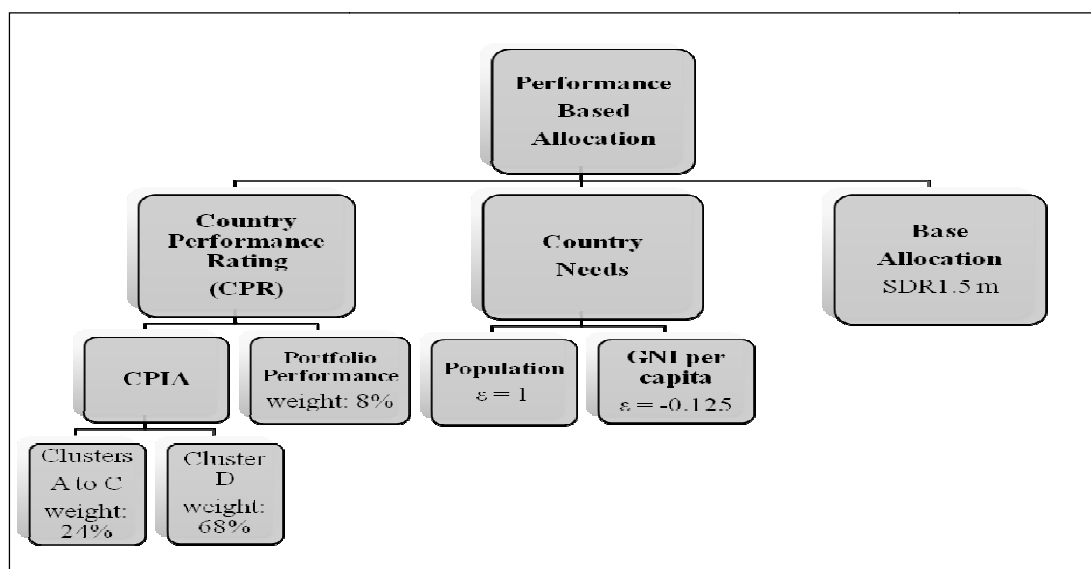 Performance
Based
Allocation
Country
Performance
Rating
(CPR)
Country
Needs
Base
Allocation
SDR1.5 m
CPIA
Portfolio
Performance
weight: 8%
Population
ε = 1
GNI per
capita
ε = -0.125
Clusters
A to C
weight:
24%
Cluster
D
weight:
68%